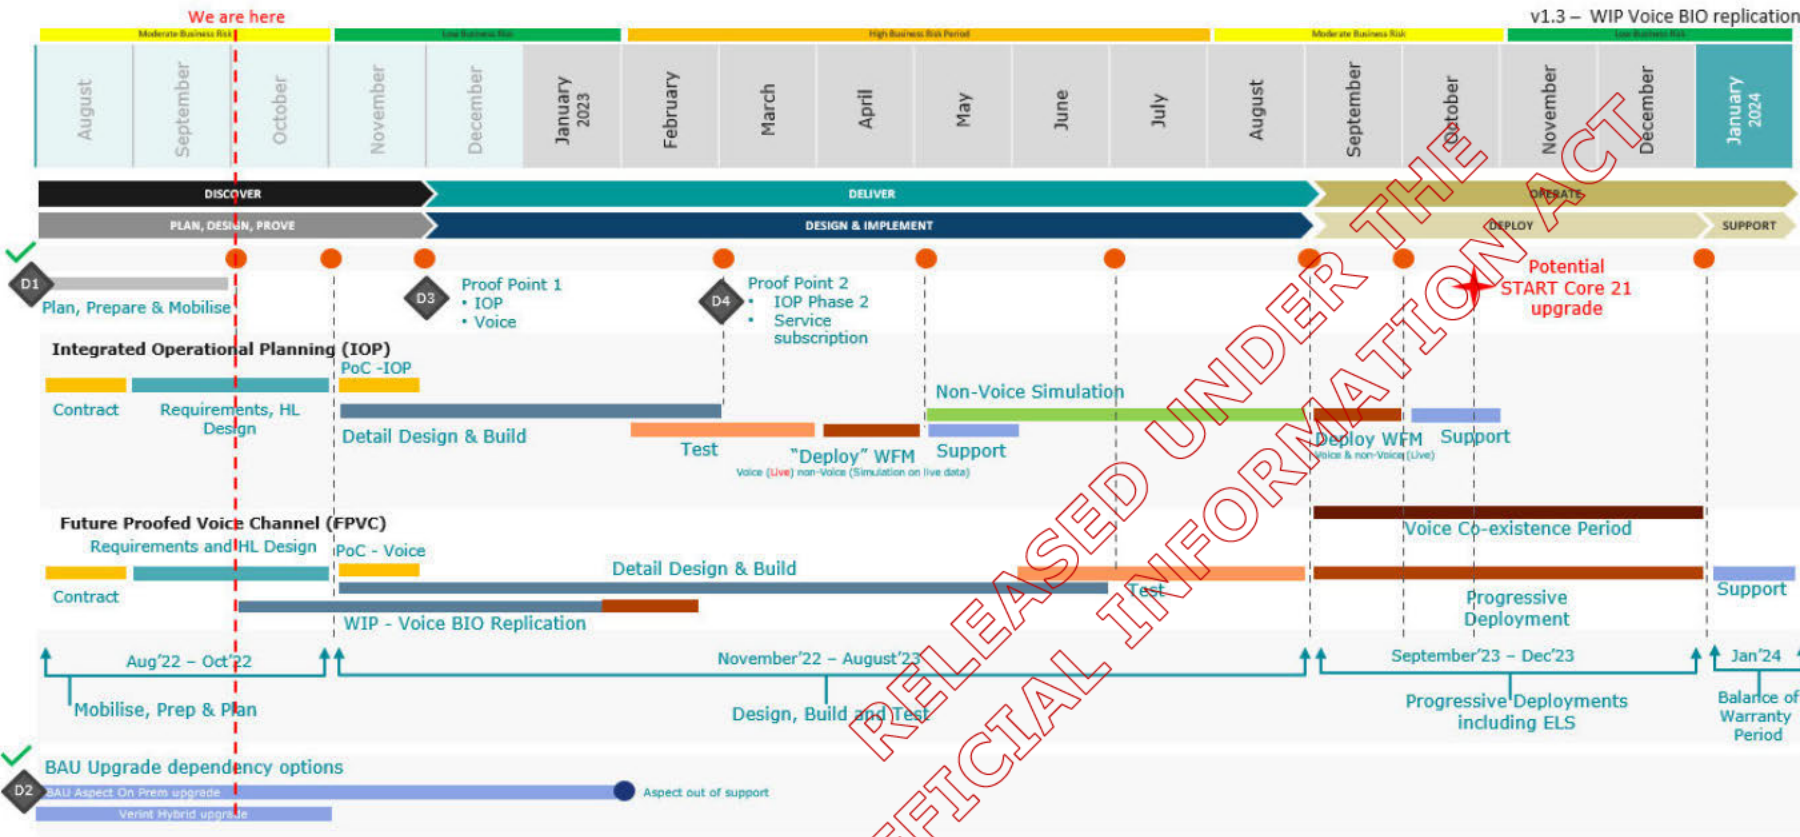 We are here
v1.3 – WIP Voice BIO replication
Moderate Business Risk
Low Business Risk
High Business Risk Period
Moderate Business Risk
Low Business Risk
August
September
October
November
December
January
2023
February
March
April
May
June
July
August
September
October
November
December
January
2024
DISCOVER
DELIVER
OPERATE
PLAN, DESIGN, PROVE
DESIGN & IMPLEMENT
DEPLOY
SUPPORT
D1
Plan, Prepare & Mobilise
D3
Proof Point 1
• IOP
• Voice
D4
Proof Point 2
• IOP Phase 2
• Service
subscription
Potential
START Core 21
upgrade
Integrated Operational Planning (IOP)
PoC -IOP
Contract
Requirements, HL
Design
Detail Design & Build
Test
“Deploy” WFM
Voice (Live) non-Voice (Simulation on live data)
Non-Voice Simulation
Support
Deploy WFM
Voice & non-Voice (Live)
Support
Future Proofed Voice Channel (FPVC)
Requirements and HL Design
PoC - Voice
Contract
Detail Design & Build
WIP - Voice BIO Replication
Test
Voice Co-existence Period
Progressive
Deployment
Support
Aug’22 – Oct’22
Mobilise, Prep & Plan
November’22 – August’23
Design, Build and Test
September’23 – Dec’23
Progressive Deployments
including ELS
Jan’24
Balance of
Warranty
Period
D2
BAU Upgrade dependency options
BAU Aspect On Prem upgrade
Aspect out of support
Verint Hybrid upgrade
RELEASED UNDER THE
OFFICIAL INFORMATION ACT